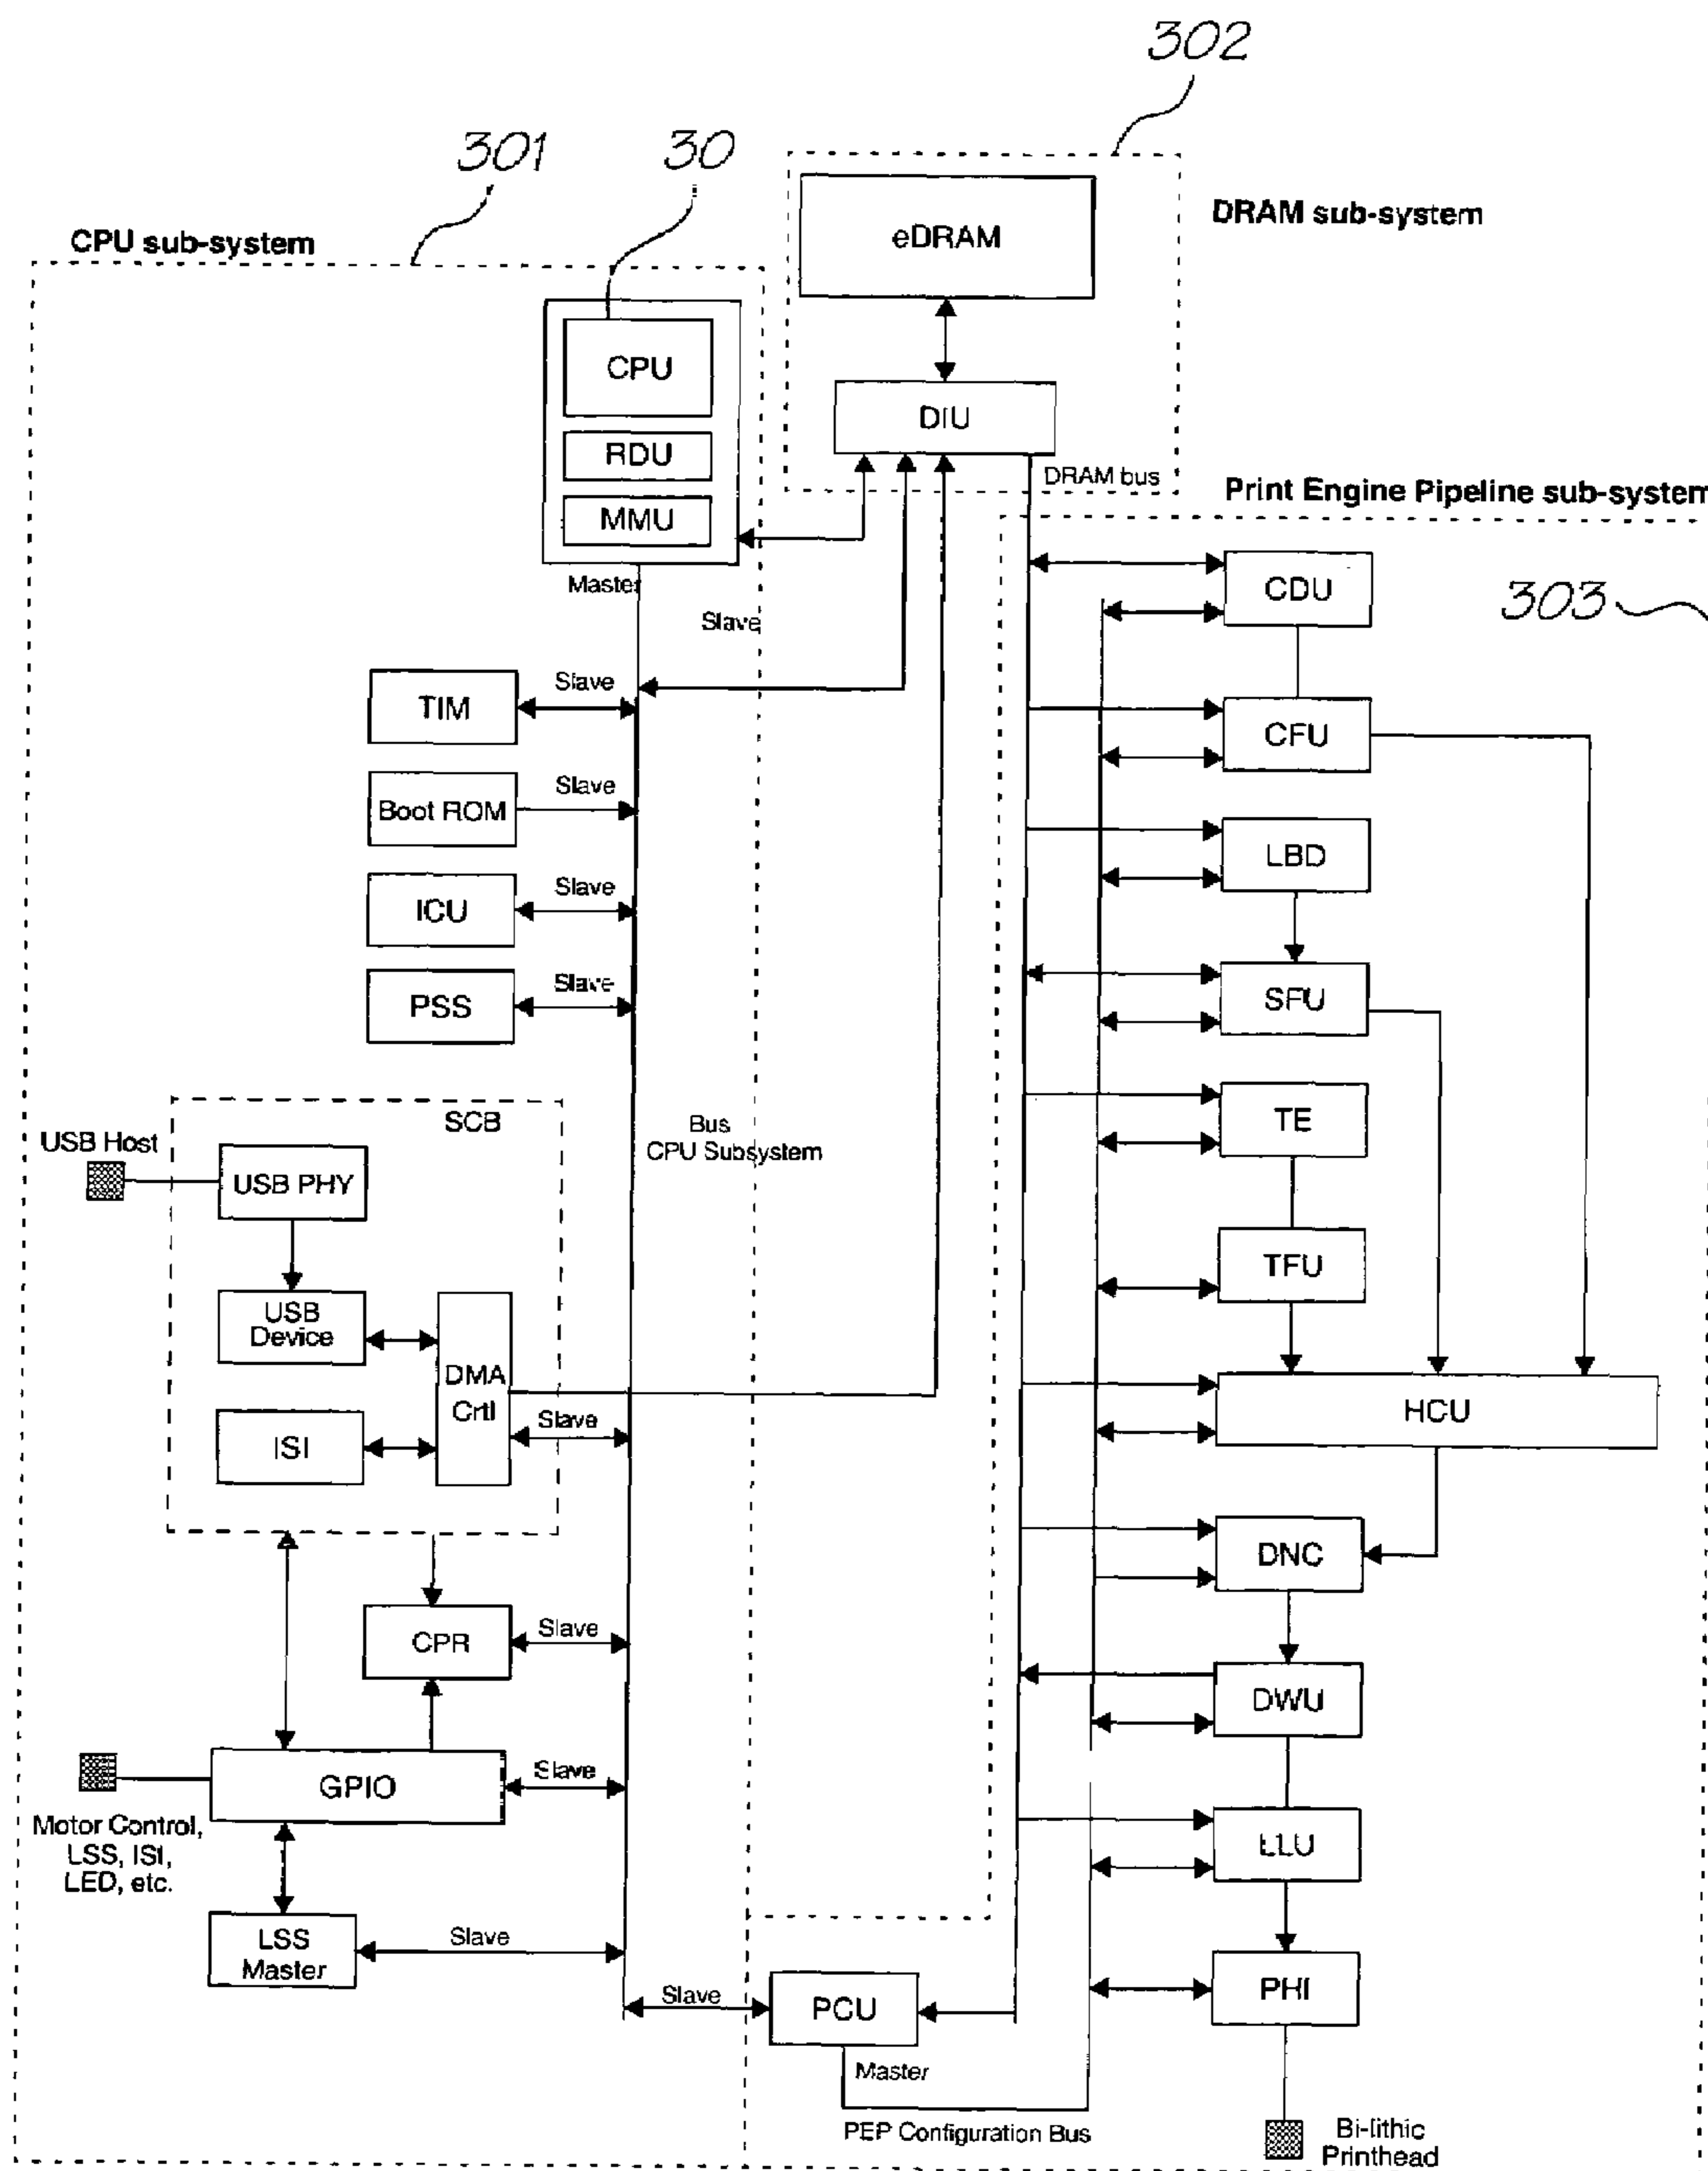 302
301
30
DRAM sub-system
CPU sub-system
eDRAM
CPU
DIU
RDU
MMU
DRAM bus
Print Engine Pipeline sub-system
Master
Slave
CDU
303
TIM
Slave
CFU
Boot ROM
Slave
LBD
ICU
Slave
PSS
Slave
SFU
SCB
USB Host
USB PHY
Bus
CPU Subsystem
TE
TFU
USB
Device
DMA
Crtl
Slave
ISI
HCU
DNC
CPR
Slave
DWU
GPIO
Slave
Motor Control,
LSS, ISI,
LED, etc.
LLU
LSS
Master
Slave
Slave
PCU
PHI
Master
PEP Configuration Bus
Bi-lithic
Printhead